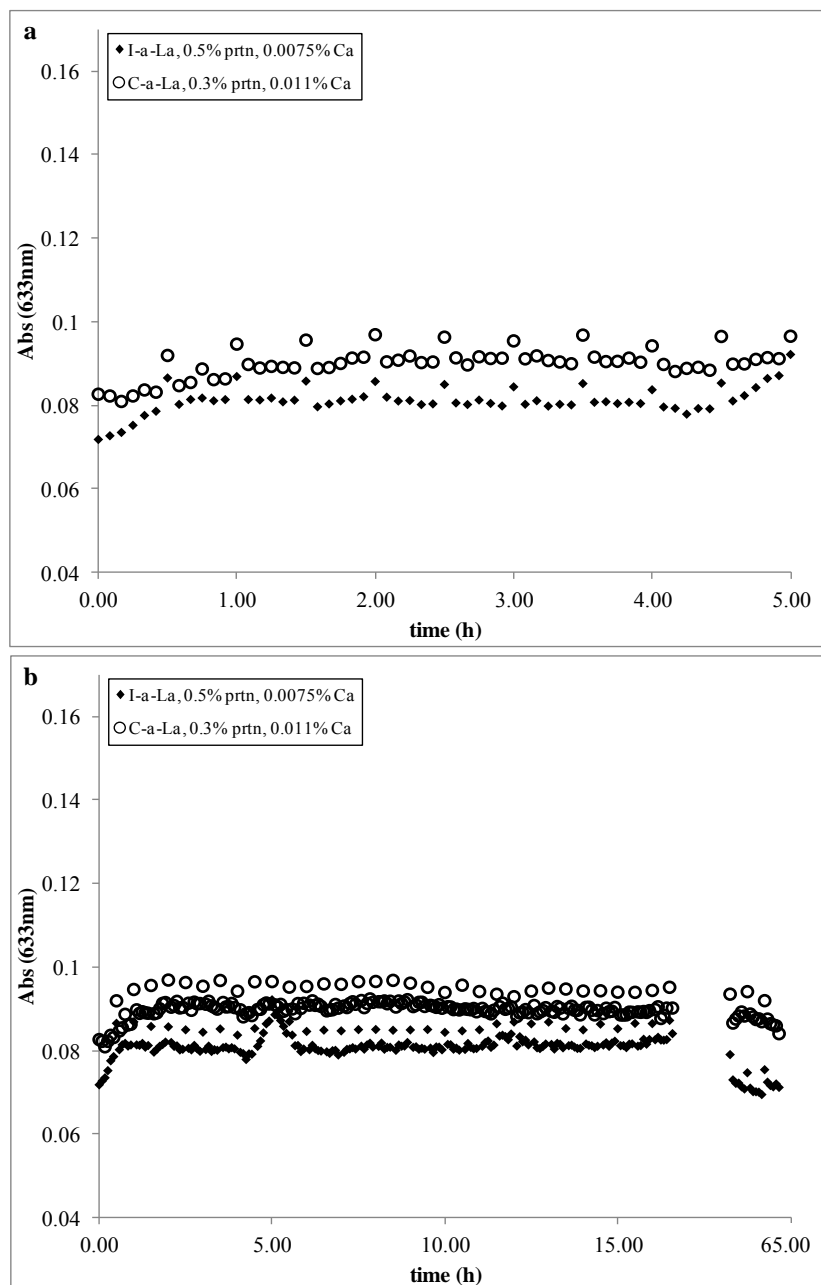 a
I-a-La, 0.5% prtn, 0.0075% Ca
C-a-La, 0.3% prtn, 0.011% Ca
0.16
0.14
0.12
0.1
0.08
0.06
0.04
Abs (633nm)
0.00 1.00 2.00 3.00 4.00 5.00
time (h)
b
I-a-La, 0.5% prtn, 0.0075% Ca
C-a-La, 0.3% prtn, 0.011% Ca
0.16
0.14
0.12
0.1
0.08
0.06
0.04
Abs (633nm)
0.00 5.00 10.00 15.00 65.00
time (h)